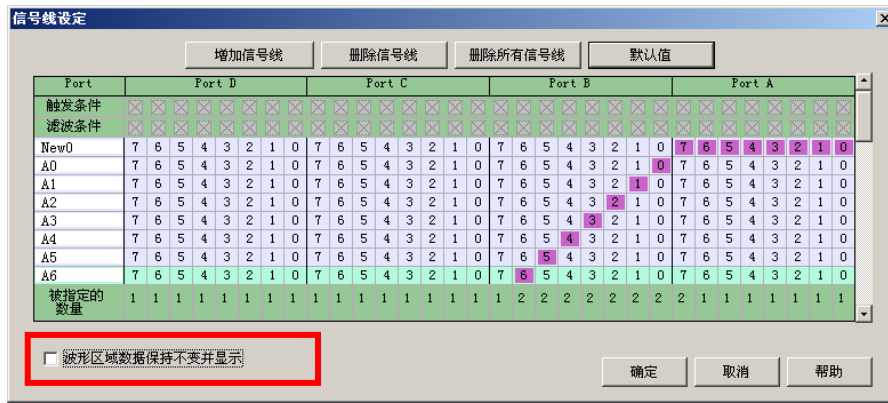 信号线设定
增加信号线 删除信号线 删除所有信号线 默认值
Port Port D Port C Port B Port A
触发条件
滤波条件
New0 7 6 5 4 3 2 1 0 7 6 5 4 3 2 1 0 7 6 5 4 3 2 1 0 7 6 5 4 3 2 1 0
A0 7 6 5 4 3 2 1 0 7 6 5 4 3 2 1 0 7 6 5 4 3 2 1 0 7 6 5 4 3 2 1 0
A1 7 6 5 4 3 2 1 0 7 6 5 4 3 2 1 0 7 6 5 4 3 2 1 0 7 6 5 4 3 2 1 0
A2 7 6 5 4 3 2 1 0 7 6 5 4 3 2 1 0 7 6 5 4 3 2 1 0 7 6 5 4 3 2 1 0
A3 7 6 5 4 3 2 1 0 7 6 5 4 3 2 1 0 7 6 5 4 3 2 1 0 7 6 5 4 3 2 1 0
A4 7 6 5 4 3 2 1 0 7 6 5 4 3 2 1 0 7 6 5 4 3 2 1 0 7 6 5 4 3 2 1 0
A5 7 6 5 4 3 2 1 0 7 6 5 4 3 2 1 0 7 6 5 4 3 2 1 0 7 6 5 4 3 2 1 0
A6 7 6 5 4 3 2 1 0 7 6 5 4 3 2 1 0 7 6 5 4 3 2 1 0 7 6 5 4 3 2 1 0
被指定的
数量 1 1 1 1 1 1 1 1 1 1 1 1 1 1 1 1 1 2 2 2 2 2 2 2 2 1 1 1 1 1 1 1
波形区域数据保持不变并显示
确定 取消 帮助